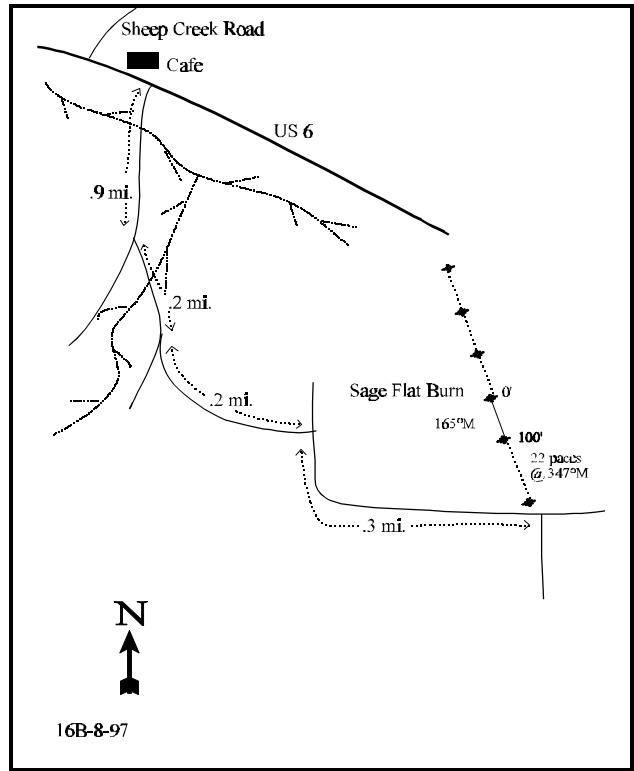 Sheep Creek Road
Cafe
US 6
.9 mi.
.2 mi.
.2 mi.
Sage Flat Burn
0'
165°M
100'
22 paces
@ 347°M
.3 mi.
N
16B-8-97